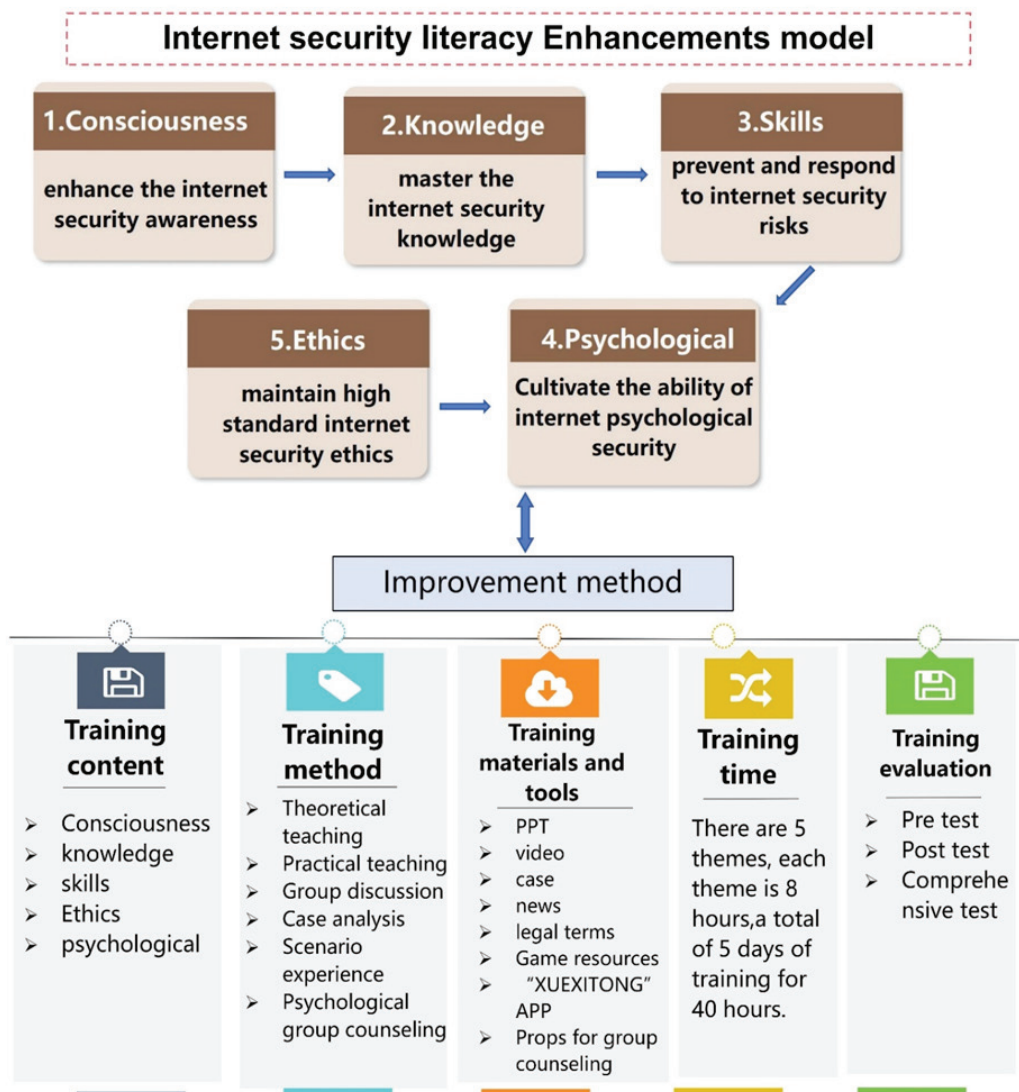 Internet security literacy Enhancements model
1.Consciousness
enhance the internet
security awareness
2.Knowledge
master the
internet security
knowledge
3.Skills
prevent and respond
to internet security
risks
5.Ethics
maintain high
standard internet
security ethics
4.Psychological
Cultivate the ability of
internet psychological
security
Improvement method
Training
content
➢ Consciousness
➢ knowledge
➢ skills
➢ Ethics
➢ psychological
Training
method
➢ Theoretical
teaching
➢ Practical teaching
➢ Group discussion
➢ Case analysis
➢ Scenario
experience
➢ Psychological
group counseling
Training
materials and
tools
➢ PPT
➢ video
➢ case
➢ news
➢ legal terms
➢ Game resources
➢ “XUEXITONG”
APP
➢ Props for group
counseling
Training
time
There are 5
themes, each
theme is 8
hours,a total
of 5 days of
training for
40 hours.
Training
evaluation
➢ Pre test
➢ Post test
➢ Comprehe
nsive test